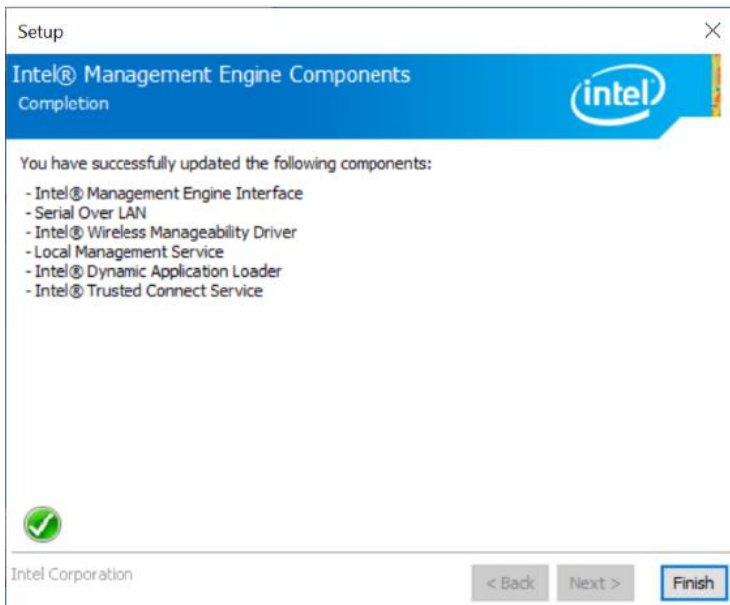 Setup
Intel® Management Engine Components
Completion
intel
You have successfully updated the following components:
- Intel® Management Engine Interface
- Serial Over LAN
- Intel® Wireless Manageability Driver
- Local Management Service
- Intel® Dynamic Application Loader
- Intel® Trusted Connect Service
Intel Corporation
< Back Next > Finish